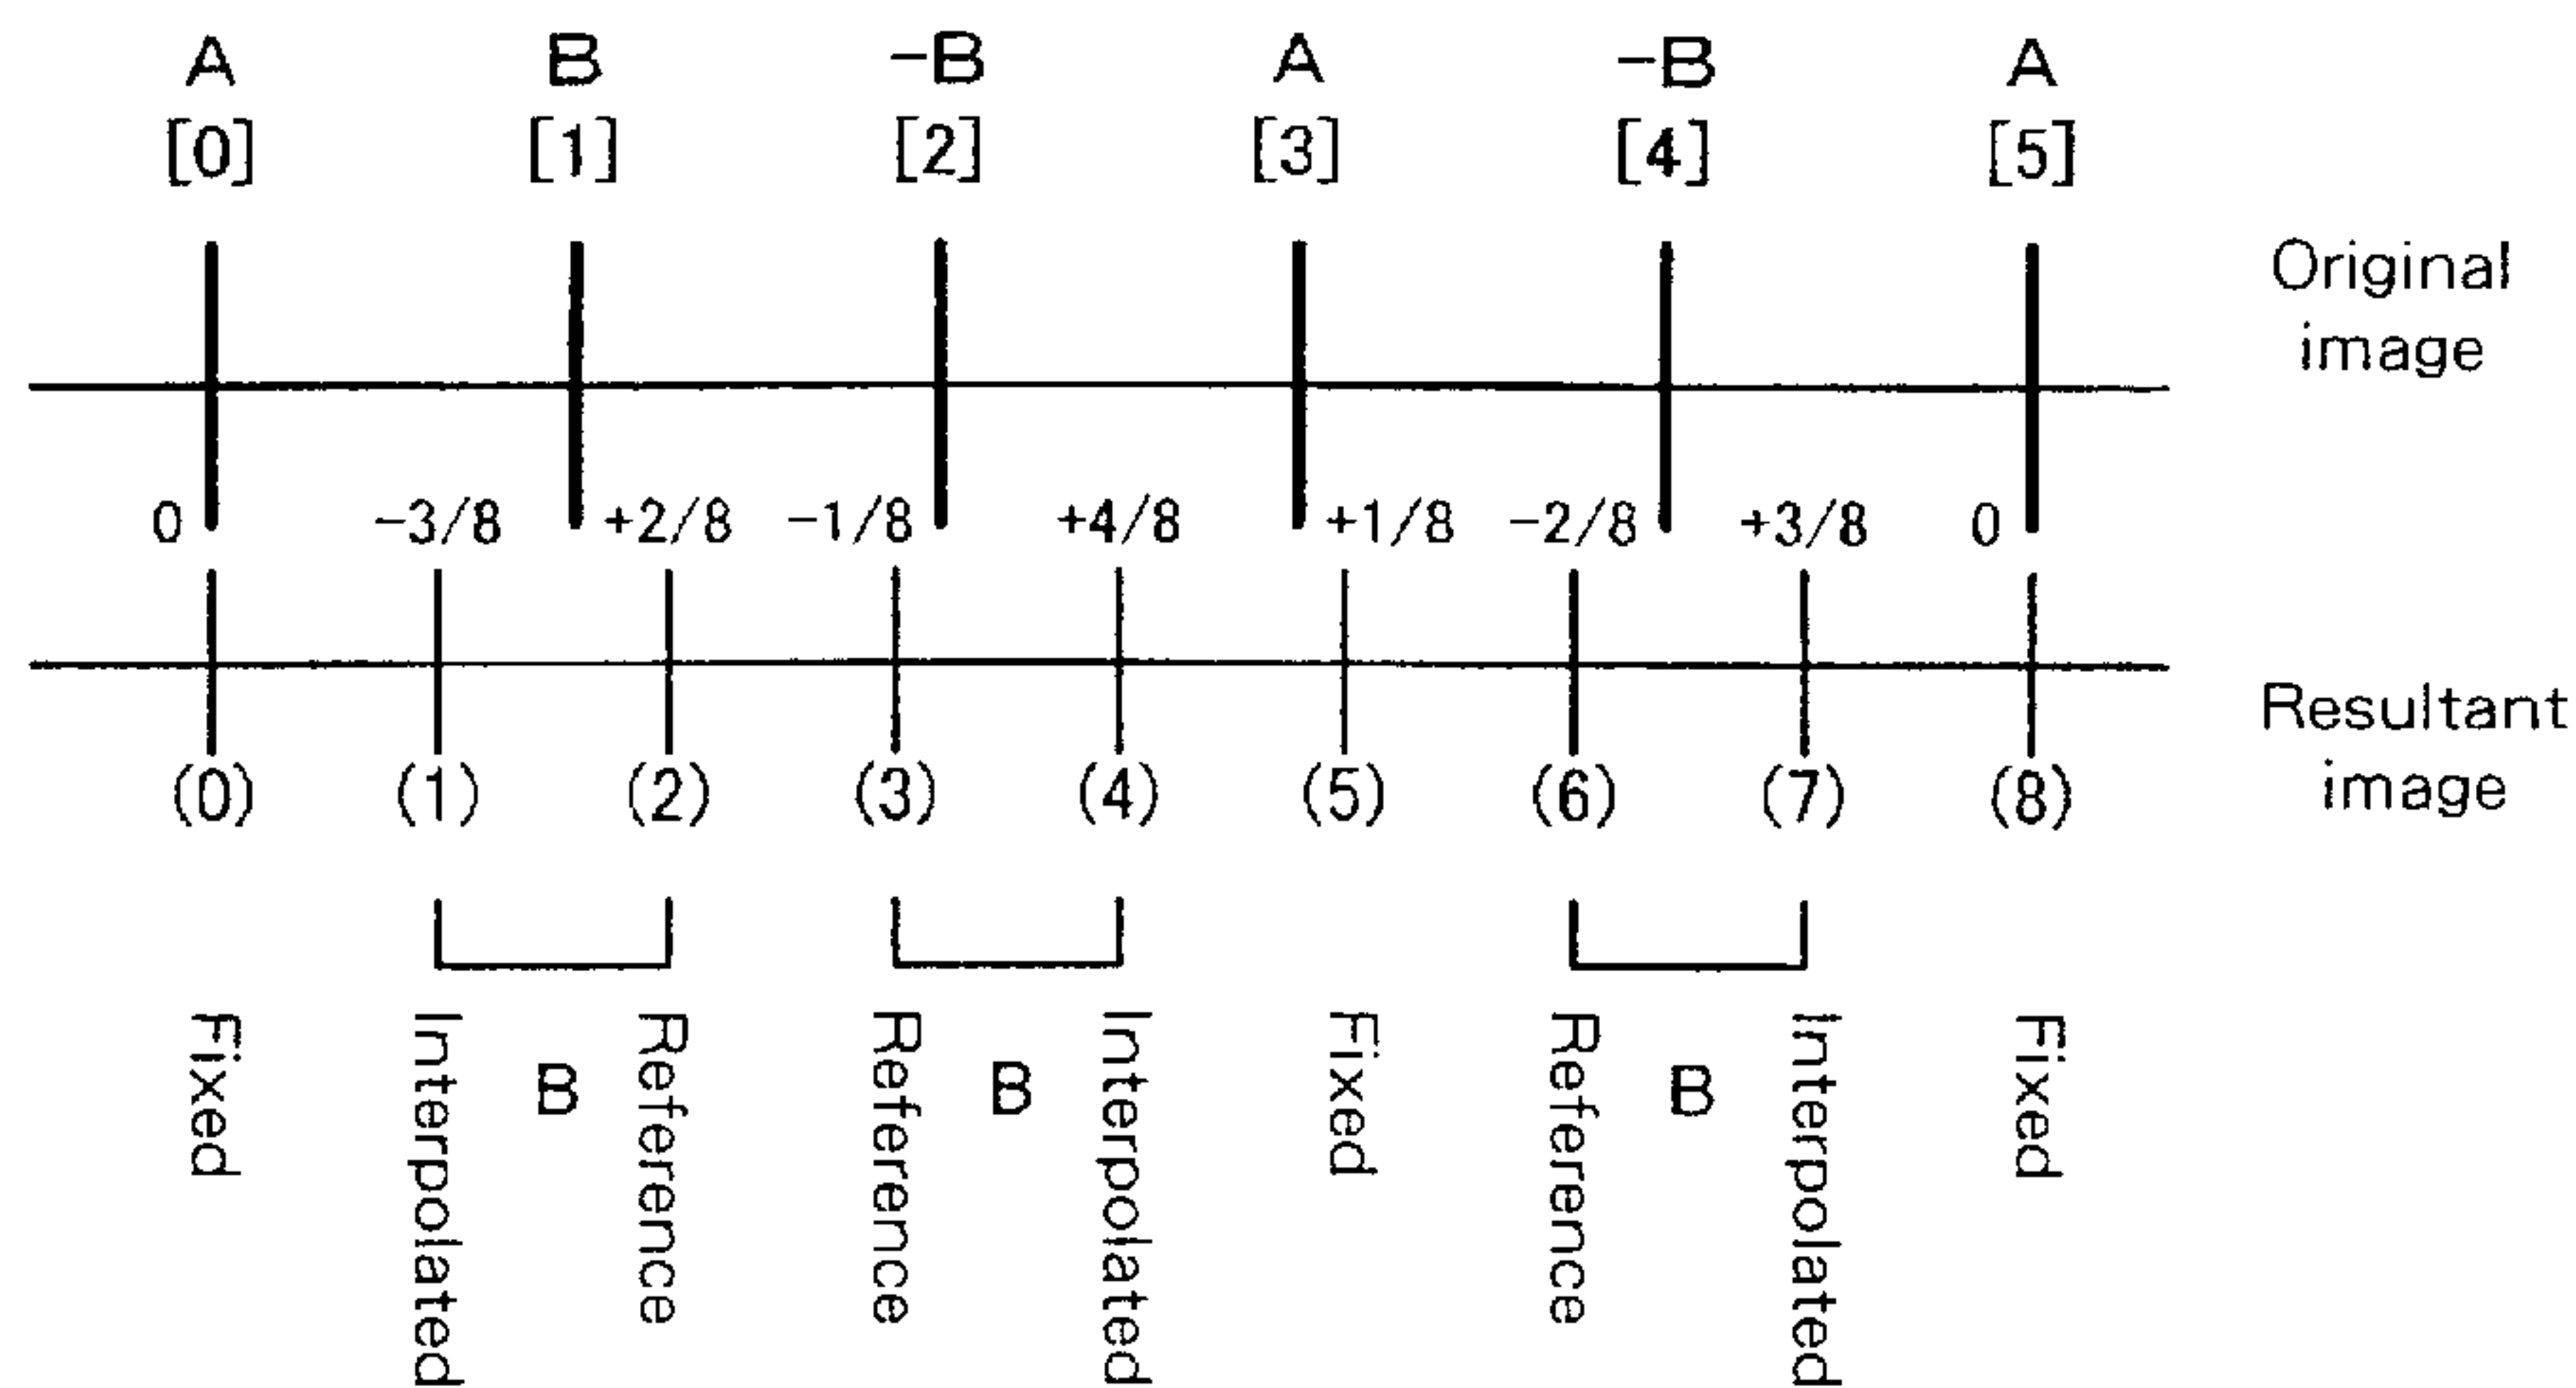 A B -B A -B A
[0] [1] [2] [3] [4] [5]
Original
image
0 -3/8 +2/8 -1/8 +4/8 +1/8 -2/8 +3/8 0
Resultant
image
(0) (1) (2) (3) (4) (5) (6) (7) (8)
Fixed
Interpolated
B
Reference
Reference
B
Interpolated
Fixed
Reference
B
Interpolated
Fixed